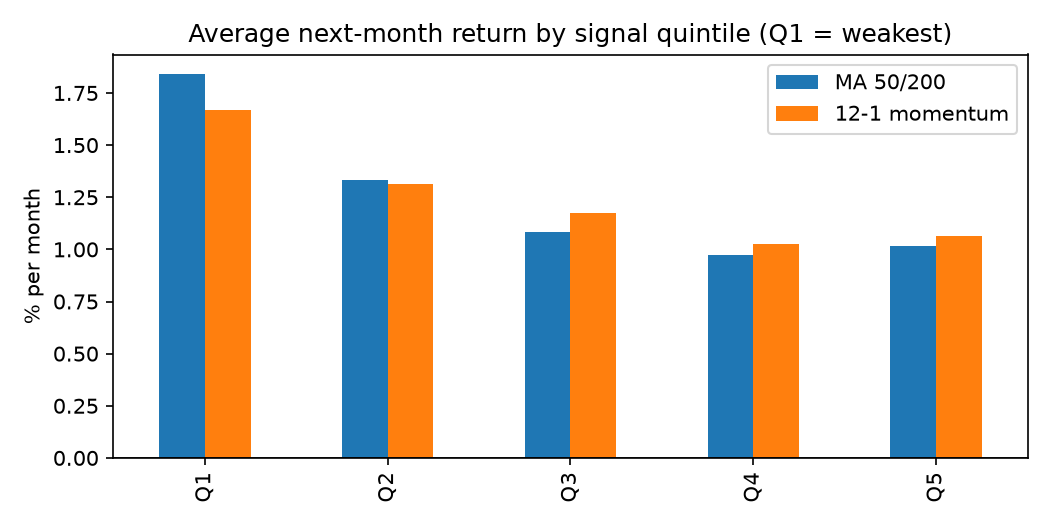 Average next-month return by signal quintile (Q1 = weakest)
MA 50/200
12-1 momentum
% per month
1.75
1.50
1.25
1.00
0.75
0.50
0.25
0.00
Q1
Q2
Q3
Q4
Q5